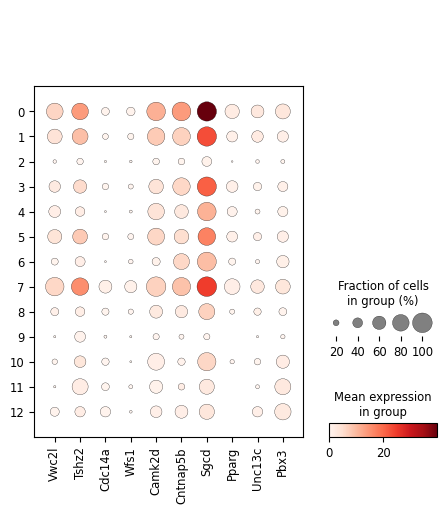 0
1
2
3
4
5
6
7
8
9
10
11
12
Vwc2l
Tshz2
Cdc14a
Wfs1
Camk2d
Cntnap5b
Sgcd
Pparg
Unc13c
Pbx3
Fraction of cells
in group (%)
20 40 60 80 100
Mean expression
in group
0 20